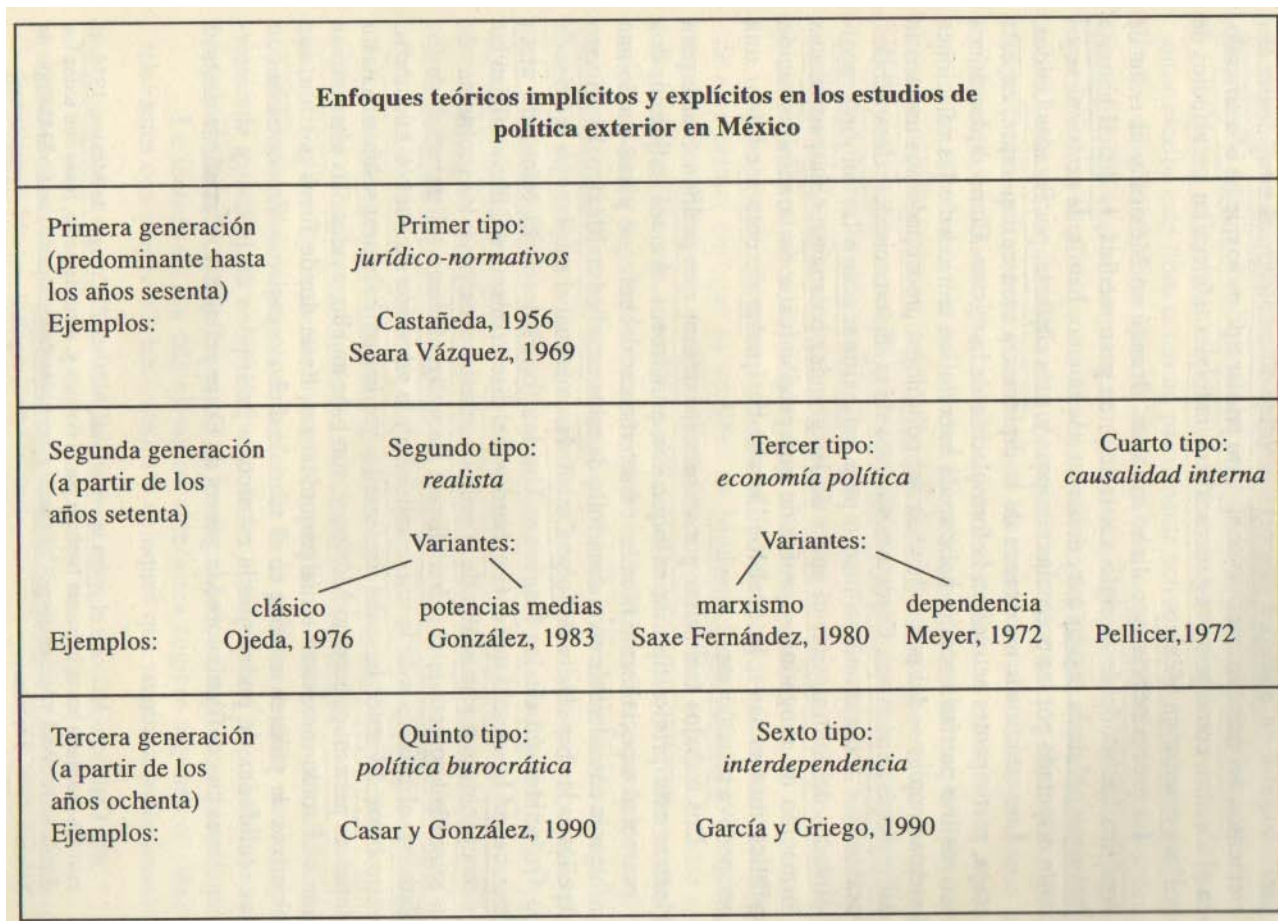 Enfoques teóricos implícitos y explícitos en los estudios de
política exterior en México
Primera generación
(predominante hasta
los años sesenta)
Ejemplos:
Primer tipo:
jurídico-normativos
Castañeda, 1956
Seara Vázquez, 1969
Segunda generación
(a partir de los
años setenta)
Segundo tipo:
realista
Tercer tipo:
economía política
Cuarto tipo:
causalidad interna
Variantes:
Variantes:
clásico
potencias medias
marxismo
dependencia
Ejemplos:
Ojeda, 1976
González, 1983
Saxe Fernández, 1980
Meyer, 1972
Pellicer,1972
Tercera generación
(a partir de los
años ochenta)
Ejemplos:
Quinto tipo:
política burocrática
Casar y González, 1990
Sexto tipo:
interdependencia
García y Griego, 1990